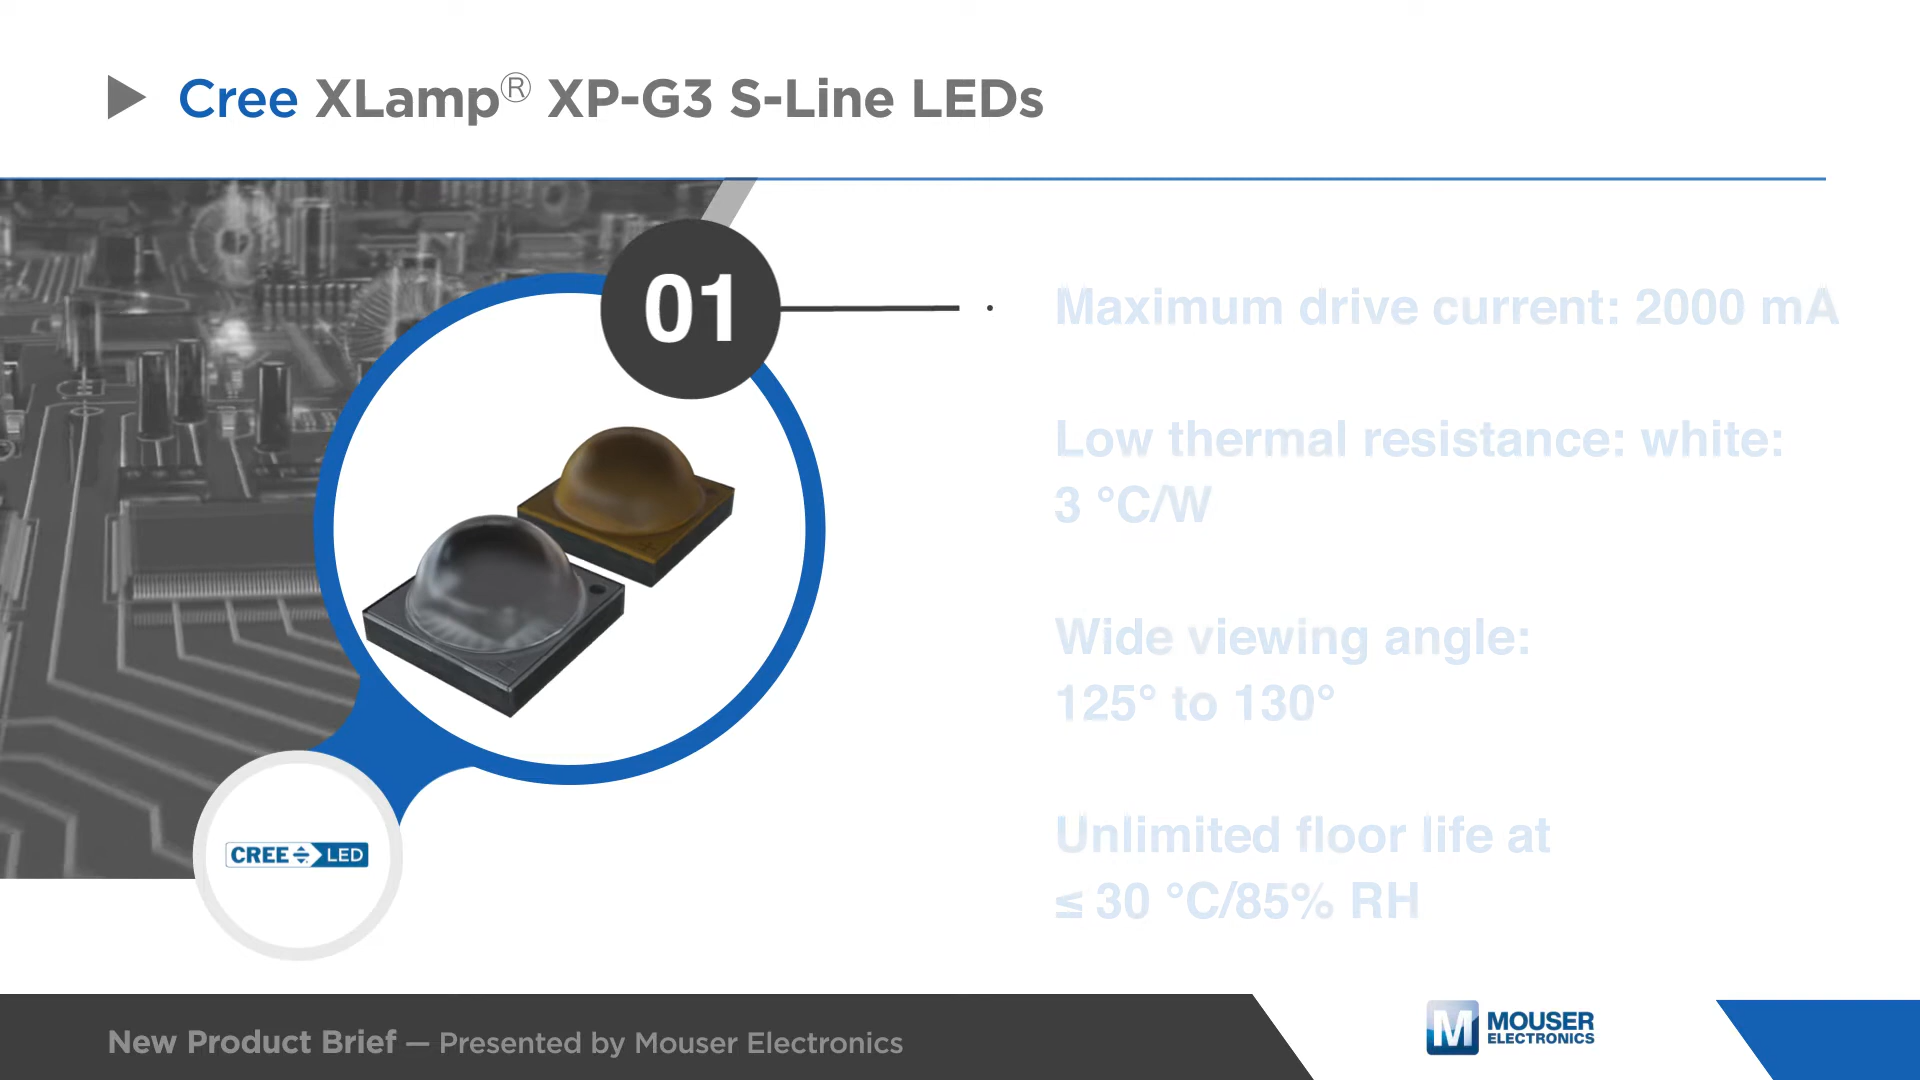 Cree XLamp® XP-G3 S-Line LEDs
01
Maximum drive current: 2000 mA
Low thermal resistance: white:
3 °C/W
Wide viewing angle:
125° to 130°
Unlimited floor life at
≤ 30 °C/85% RH
CREE LED
New Product Brief — Presented by Mouser Electronics
M MOUSER
ELECTRONICS